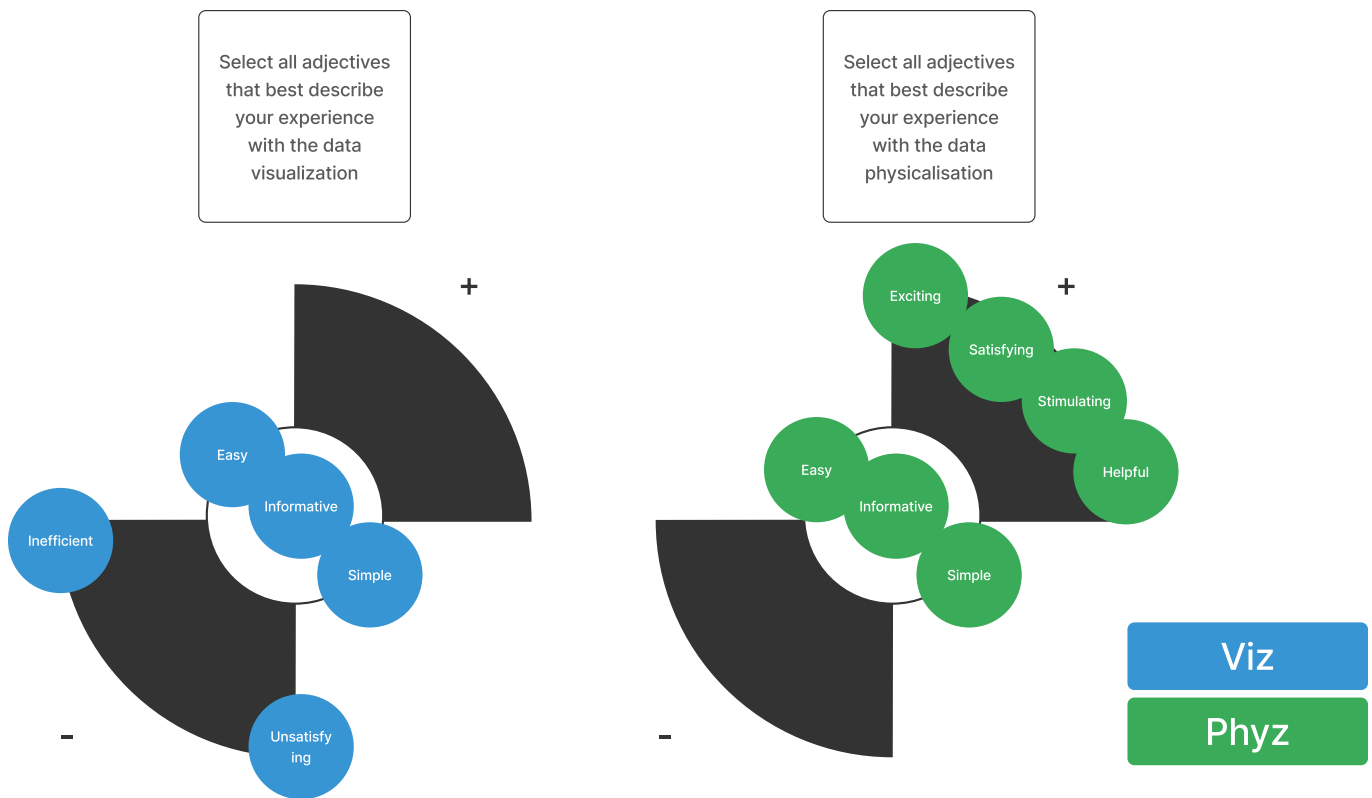 Select all adjectives
that best describe
your experience
with the data
visualization
Select all adjectives
that best describe
your experience
with the data
physicalisation
+
Easy
Informative
Simple
Inefficient
Unsatisfy
ing
-
+
Exciting
Satisfying
Stimulating
Helpful
Easy
Informative
Simple
-
Viz
Phyz